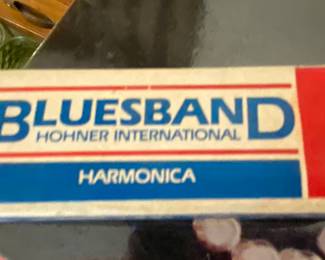 BLUESBAND
HOHNER INTERNATIONAL
HARMONICA